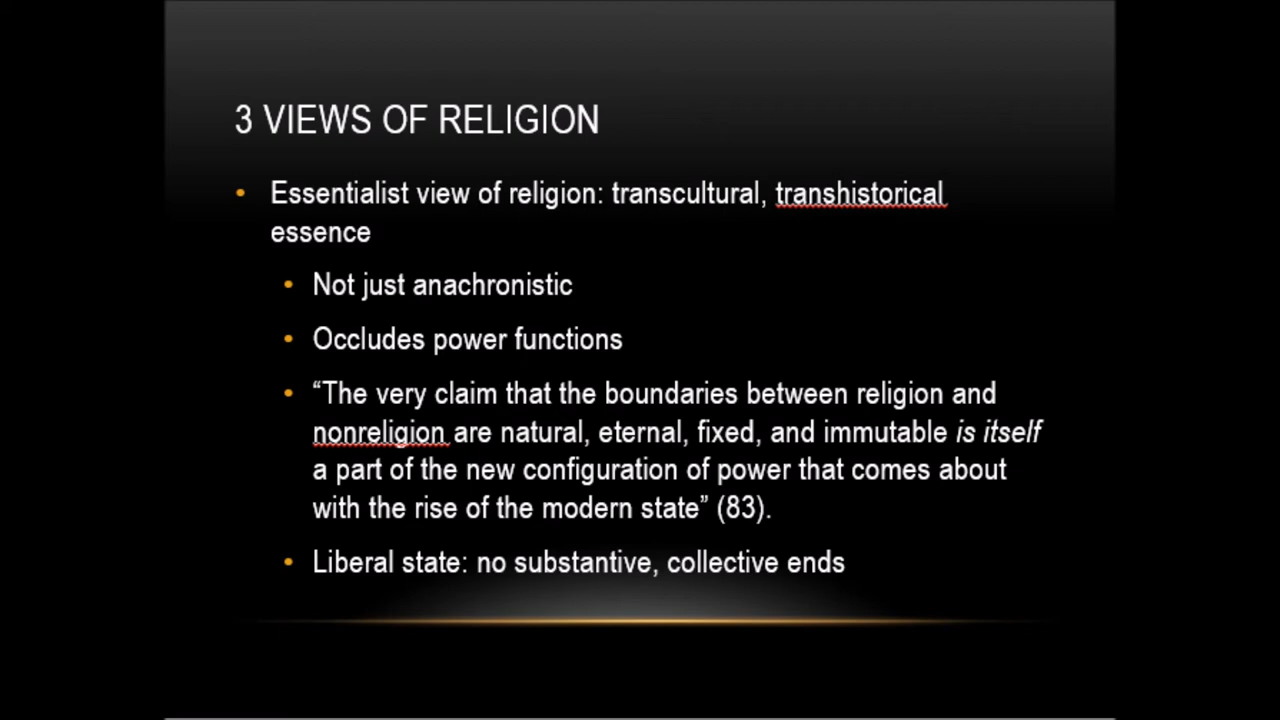 3 VIEWS OF RELIGION
• Essentialist view of religion: transcultural, transhistorical
essence
• Not just anachronistic
• Occludes power functions
• “The very claim that the boundaries between religion and
nonreligion are natural, eternal, fixed, and immutable is itself
a part of the new configuration of power that comes about
with the rise of the modern state” (83).
• Liberal state: no substantive, collective ends